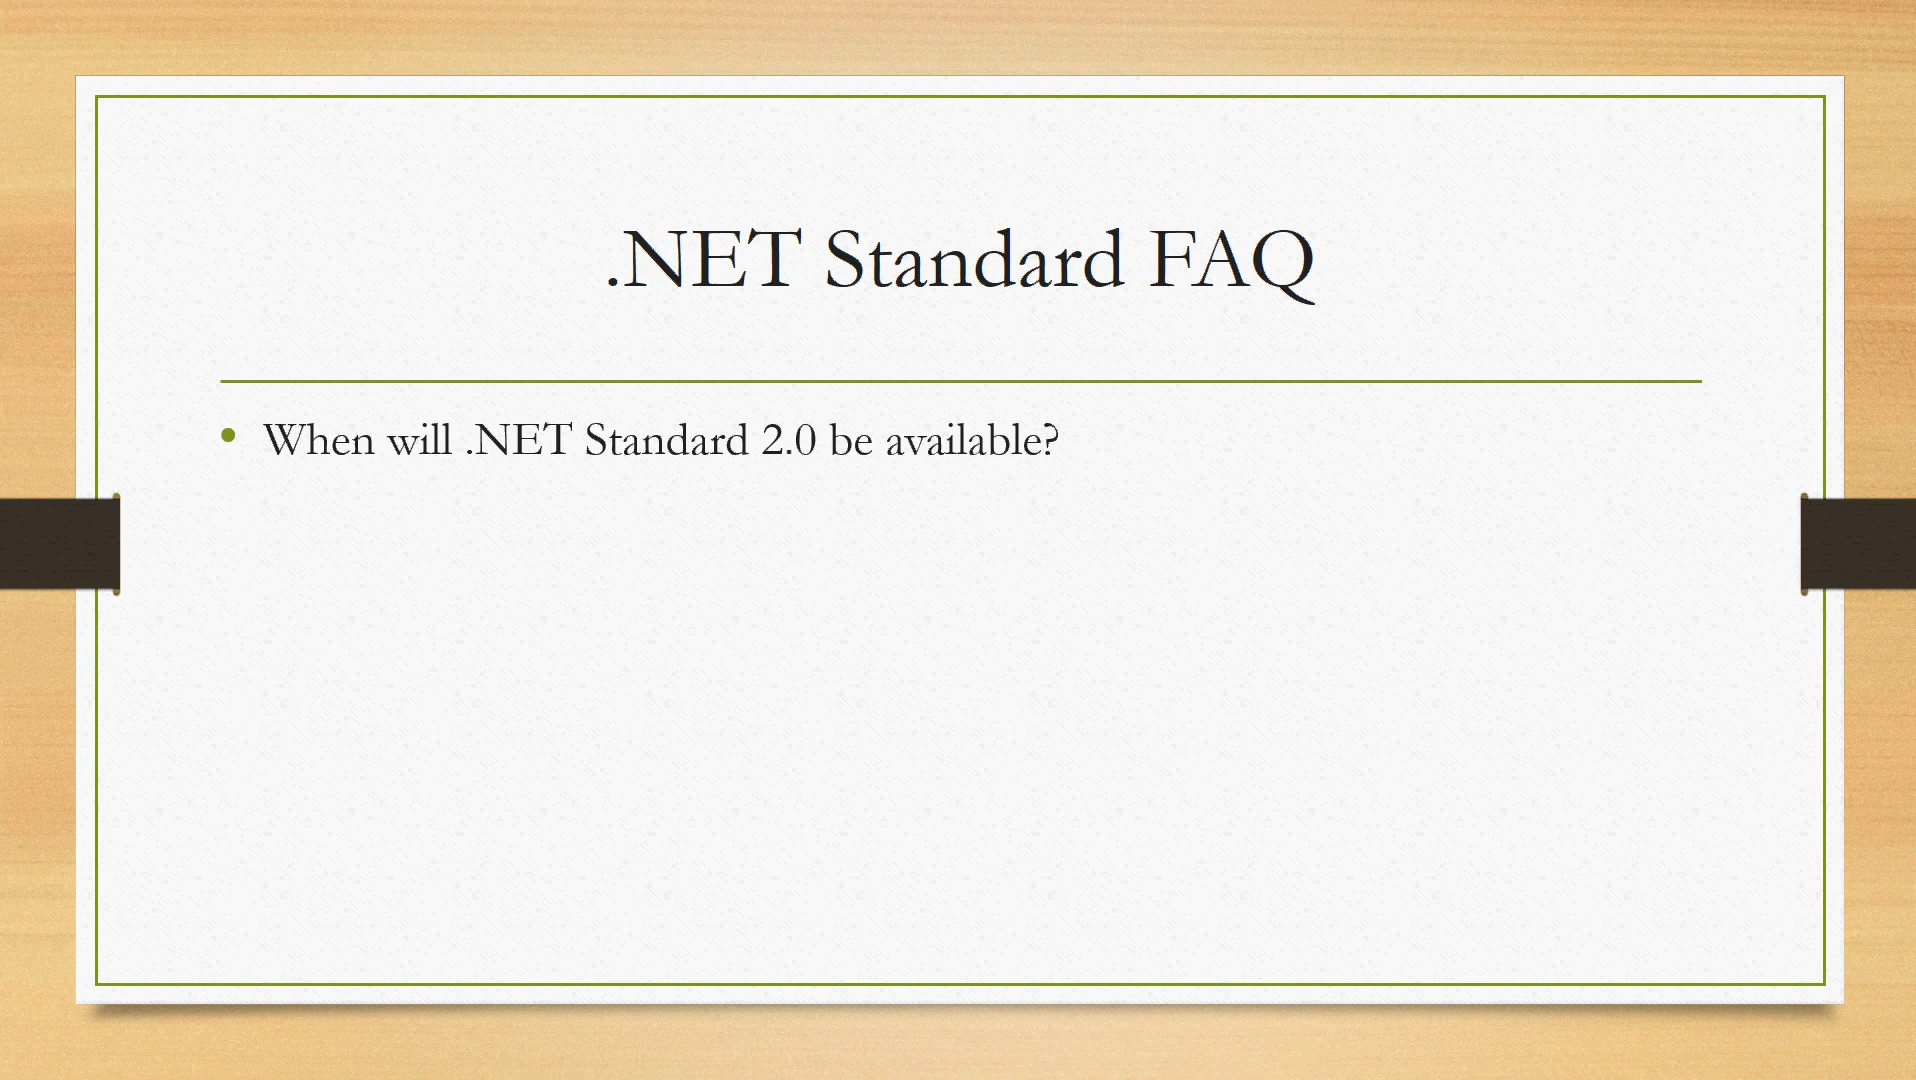 .NET Standard FAQ
• When will .NET Standard 2.0 be available?